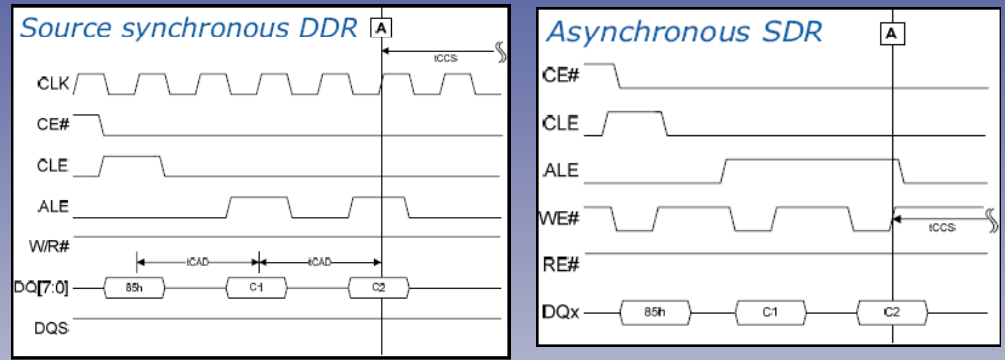 Source synchronous DDR
A
tCCS
CLK
CE#
CLE
ALE
W/R#
tCAD tCAD
DQ[7:0] 85h C1 C2
DQS
Asynchronous SDR
A
CE#
CLE
ALE
WE#
tCCS
RE#
DQx 85h C1 C2